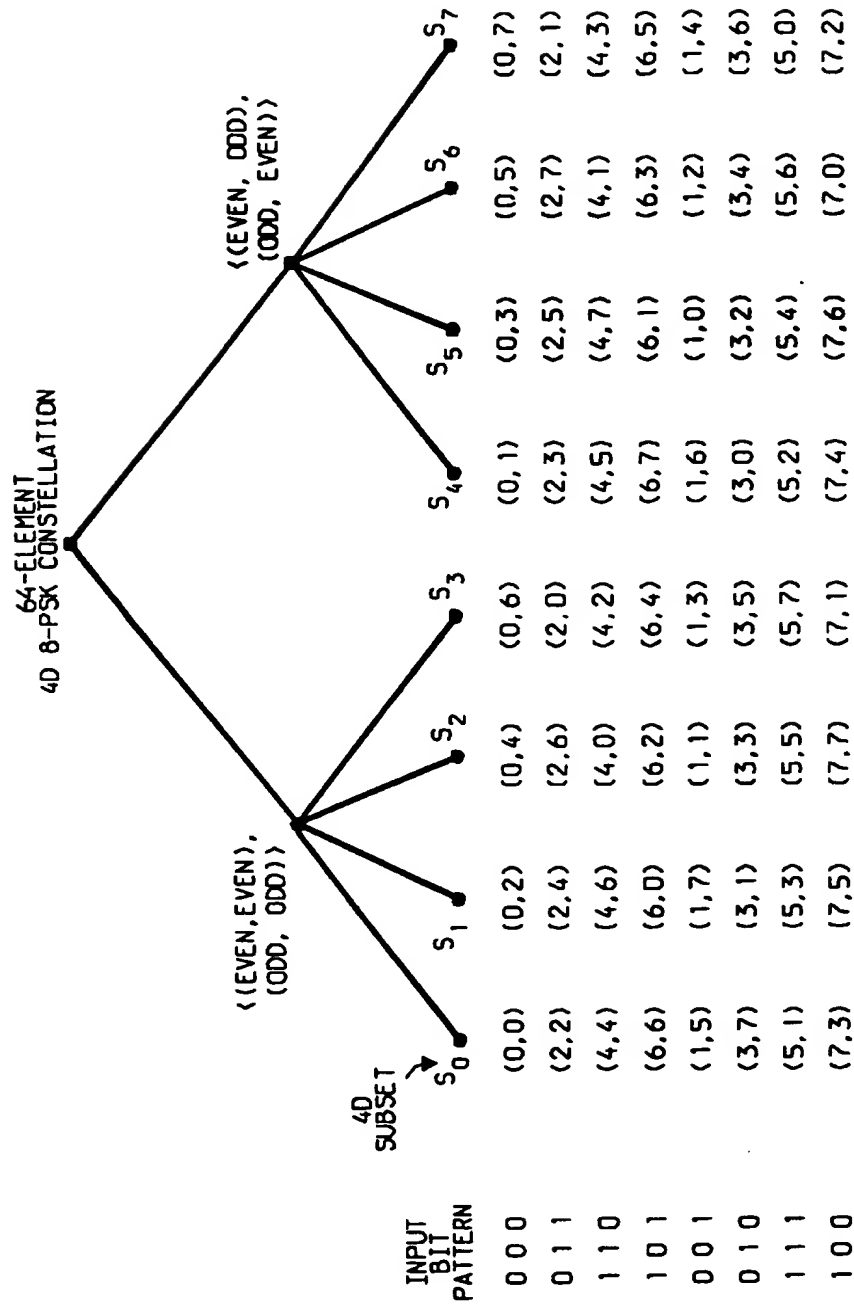 64-ELEMENT
4D 8-PSK CONSTELLATION
<(EVEN,EVEN),
(ODD, ODD)>
<(EVEN, ODD),
(ODD, EVEN)>
4D
SUBSET
S0 S1 S2 S3 S4 S5 S6 S7
INPUT
BIT
PATTERN
0 0 0 (0,0) (0,2) (0,4) (0,6) (0,1) (0,3) (0,5) (0,7)
0 1 1 (2,2) (2,4) (2,6) (2,0) (2,3) (2,5) (2,7) (2,1)
1 1 0 (4,4) (4,6) (4,0) (4,2) (4,5) (4,7) (4,1) (4,3)
1 0 1 (6,6) (6,0) (6,2) (6,4) (6,7) (6,1) (6,3) (6,5)
0 0 1 (1,5) (1,7) (1,1) (1,3) (1,6) (1,0) (1,2) (1,4)
0 1 0 (3,7) (3,1) (3,3) (3,5) (3,0) (3,2) (3,4) (3,6)
1 1 1 (5,1) (5,3) (5,5) (5,7) (5,2) (5,4) (5,6) (5,0)
1 0 0 (7,3) (7,5) (7,7) (7,1) (7,4) (7,6) (7,0) (7,2)